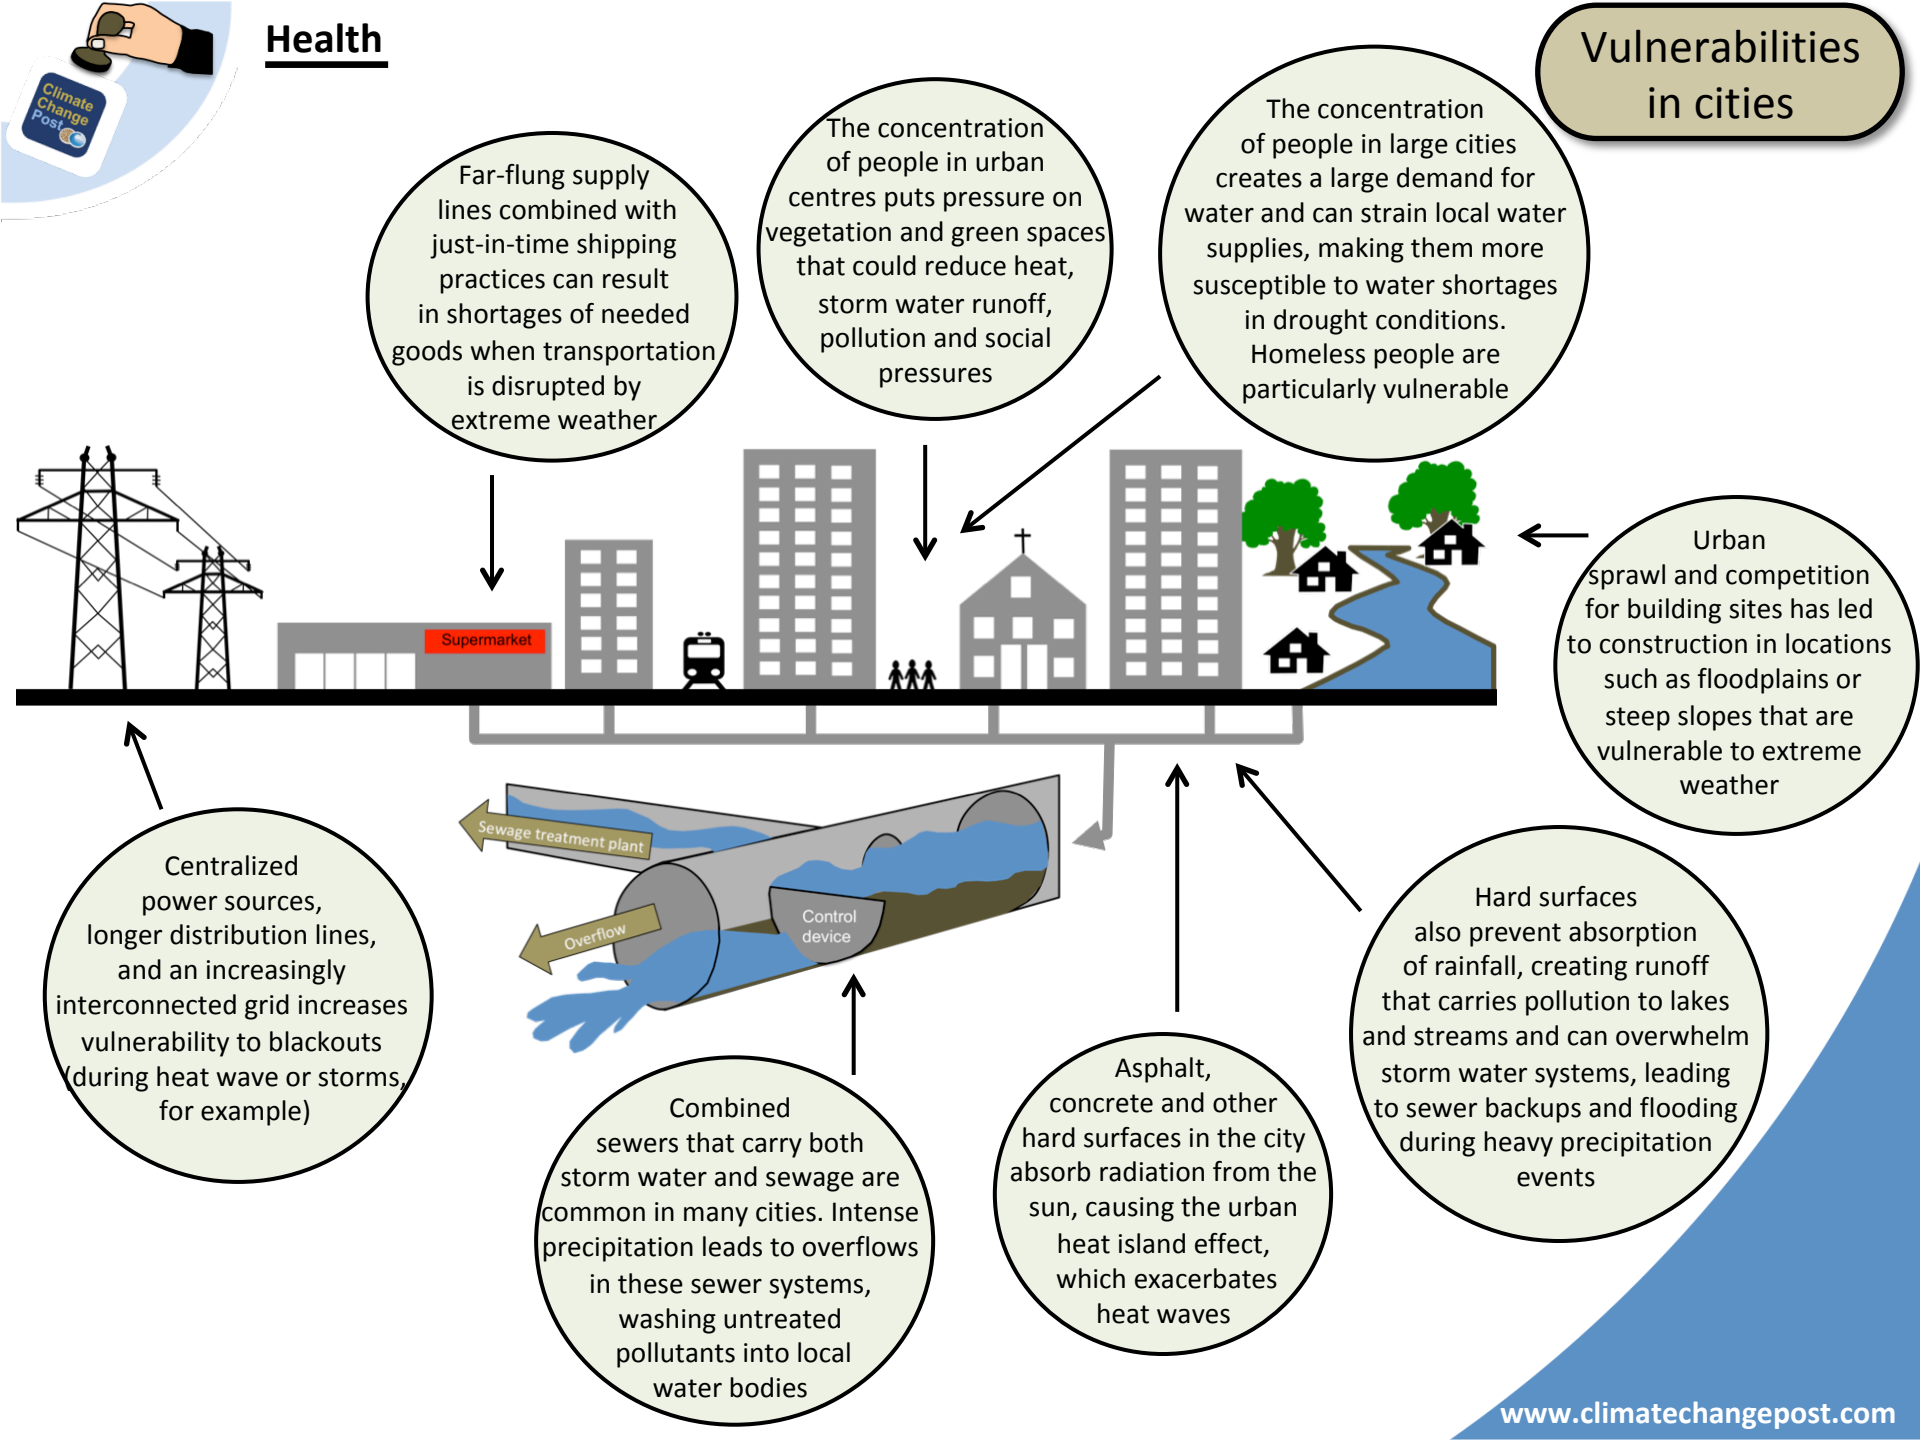 Health
Vulnerabilities
in cities
Climate
Change
Post
Far-flung supply
lines combined with
just-in-time shipping
practices can result
in shortages of needed
goods when transportation
is disrupted by
extreme weather
The concentration
of people in urban
centres puts pressure on
vegetation and green spaces
that could reduce heat,
storm water runoff,
pollution and social
pressures
The concentration
of people in large cities
creates a large demand for
water and can strain local water
supplies, making them more
susceptible to water shortages
in drought conditions.
Homeless people are
particularly vulnerable
Urban
sprawl and competition
for building sites has led
to construction in locations
such as floodplains or
steep slopes that are
vulnerable to extreme
weather
Supermarket
Sewage treatment plant
Overflow
Control
device
Centralized
power sources,
longer distribution lines,
and an increasingly
interconnected grid increases
vulnerability to blackouts
(during heat wave or storms,
for example)
Combined
sewers that carry both
storm water and sewage are
common in many cities. Intense
precipitation leads to overflows
in these sewer systems,
washing untreated
pollutants into local
water bodies
Asphalt,
concrete and other
hard surfaces in the city
absorb radiation from the
sun, causing the urban
heat island effect,
which exacerbates
heat waves
Hard surfaces
also prevent absorption
of rainfall, creating runoff
that carries pollution to lakes
and streams and can overwhelm
storm water systems, leading
to sewer backups and flooding
during heavy precipitation
events
www.climatechangepost.com